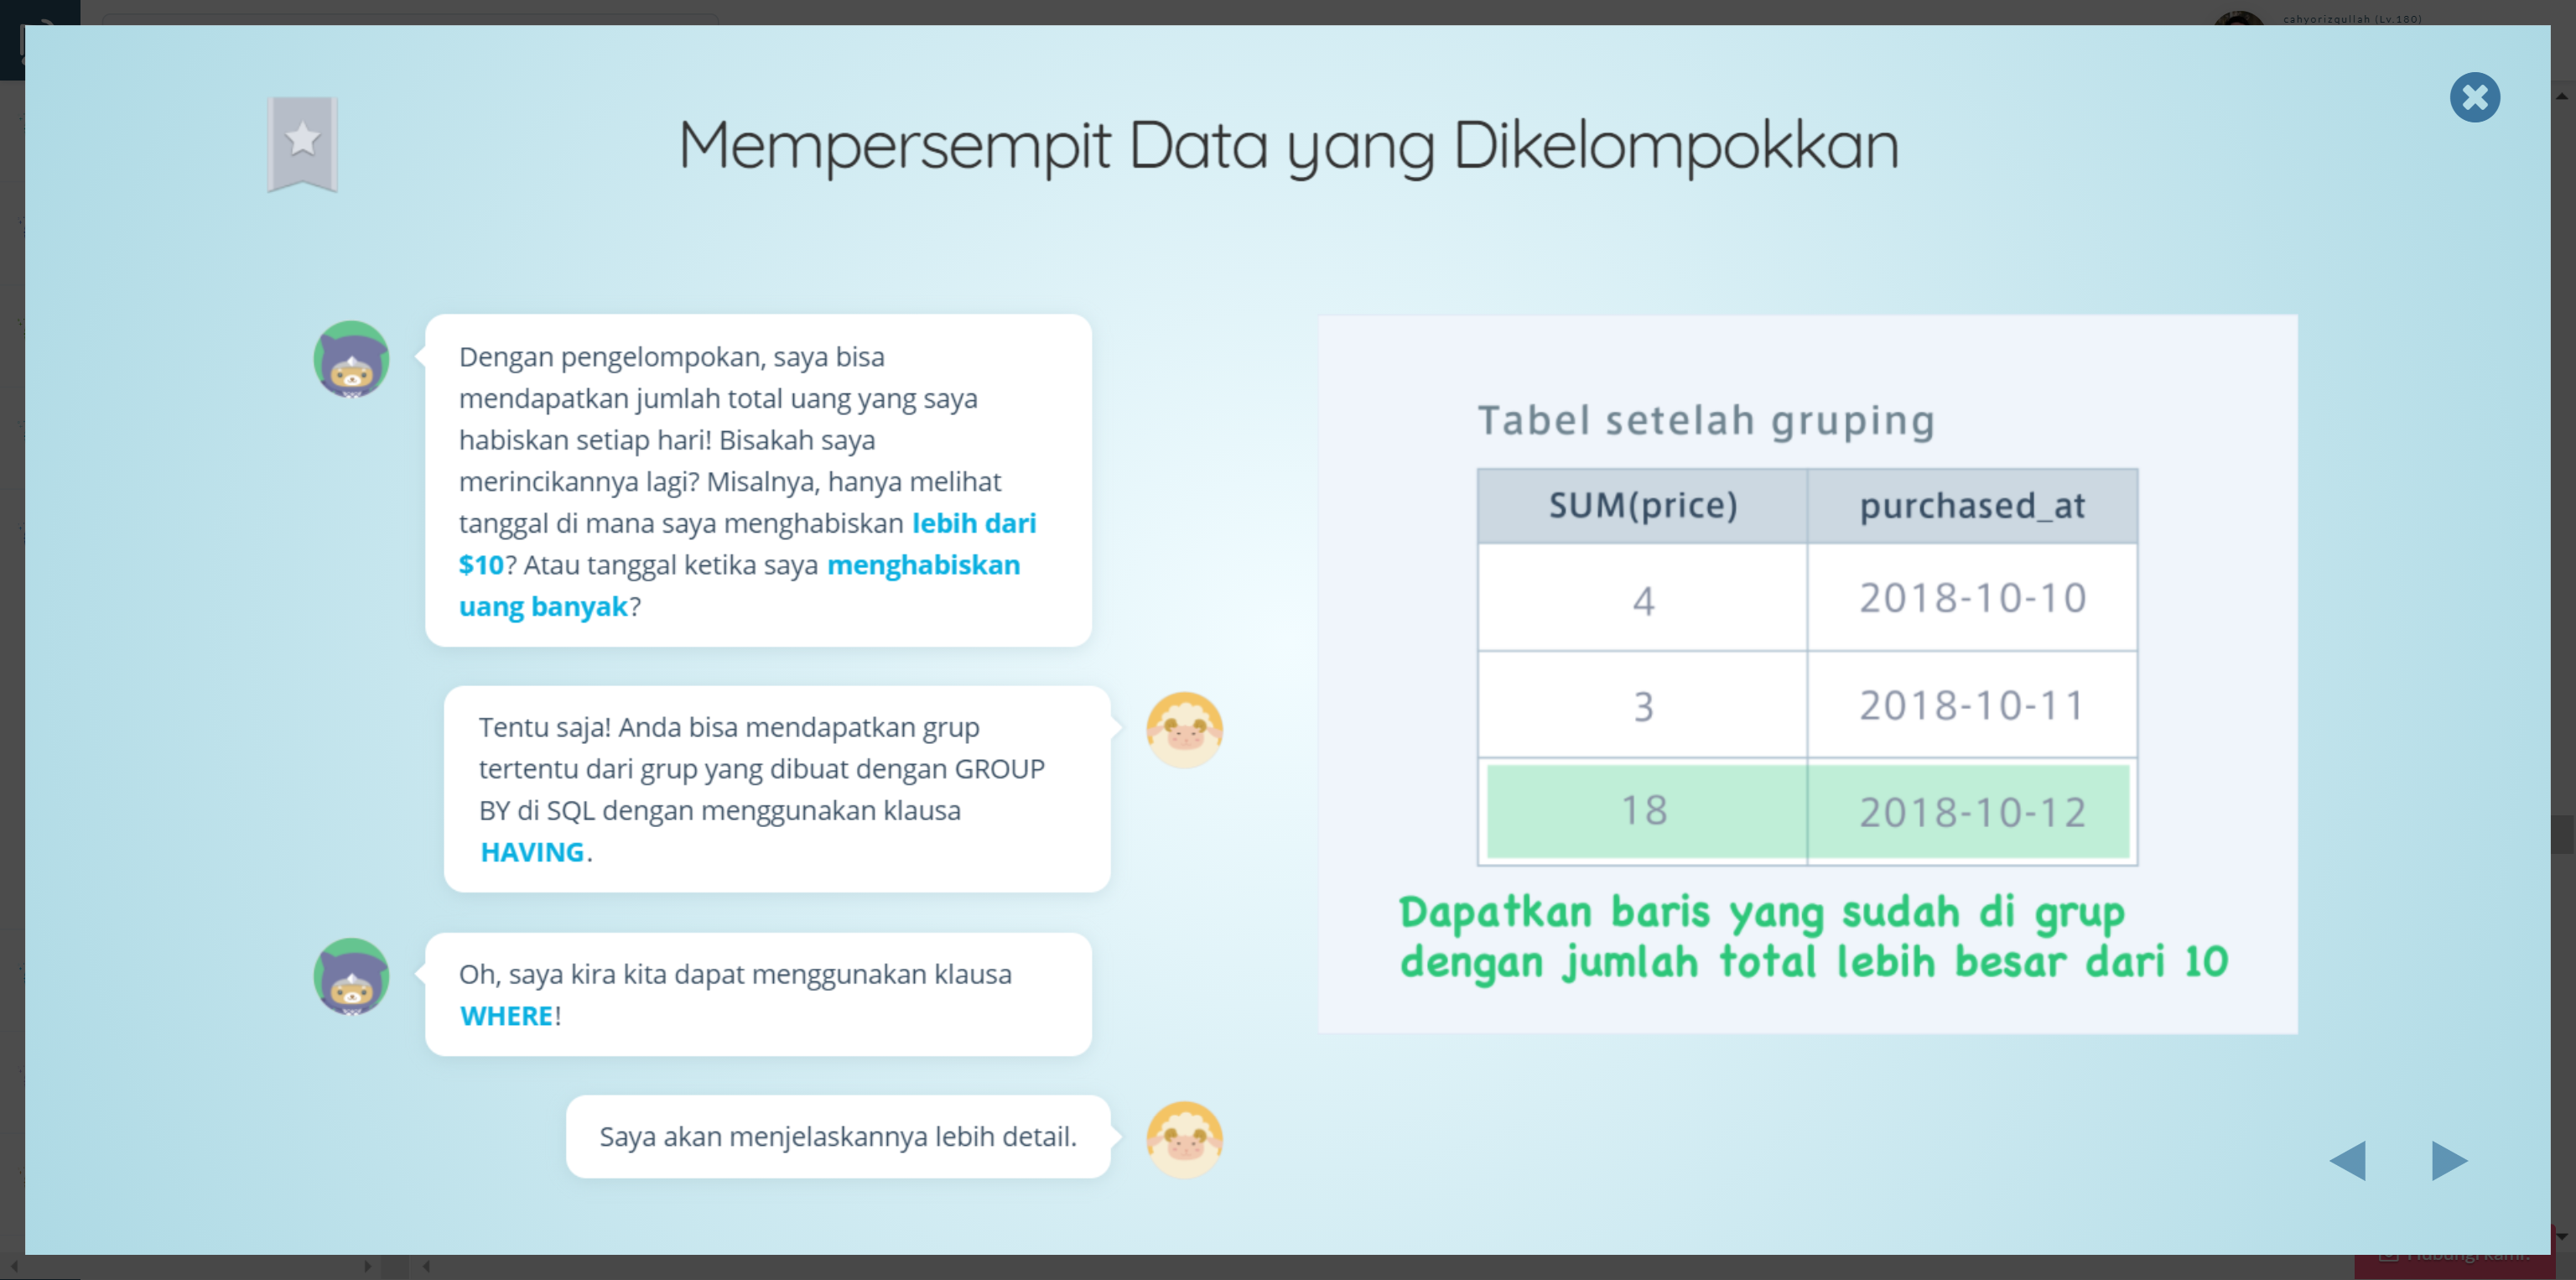 cahyorizqullah (Lv.180)
Mempersempit Data yang Dikelompokkan
Dengan pengelompokan, saya bisa
mendapatkan jumlah total uang yang saya
habiskan setiap hari! Bisakah saya
merincikannya lagi? Misalnya, hanya melihat
tanggal di mana saya menghabiskan lebih dari
$10? Atau tanggal ketika saya menghabiskan
uang banyak?
Tentu saja! Anda bisa mendapatkan grup
tertentu dari grup yang dibuat dengan GROUP
BY di SQL dengan menggunakan klausa
HAVING.
Oh, saya kira kita dapat menggunakan klausa
WHERE!
Saya akan menjelaskannya lebih detail.
Tabel setelah gruping
SUM(price) purchased_at
4 2018-10-10
3 2018-10-11
18 2018-10-12
Dapatkan baris yang sudah di grup
dengan jumlah total lebih besar dari 10